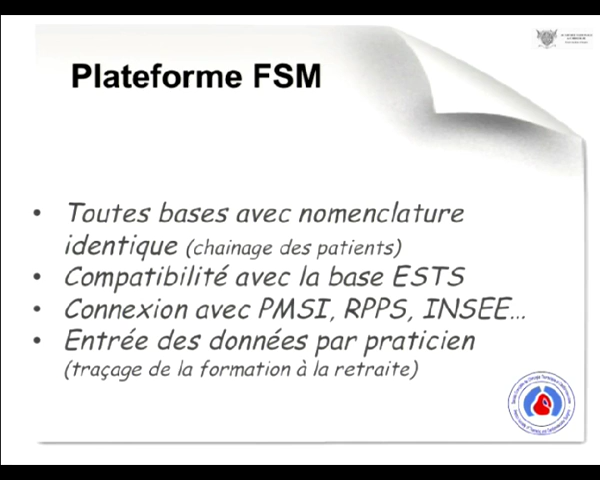 Plateforme FSM
• Toutes bases avec nomenclature
identique (chainage des patients)
• Compatibilité avec la base ESTS
• Connexion avec PMSI, RPPS, INSEE…
• Entrée des données par praticien
(traçage de la formation à la retraite)